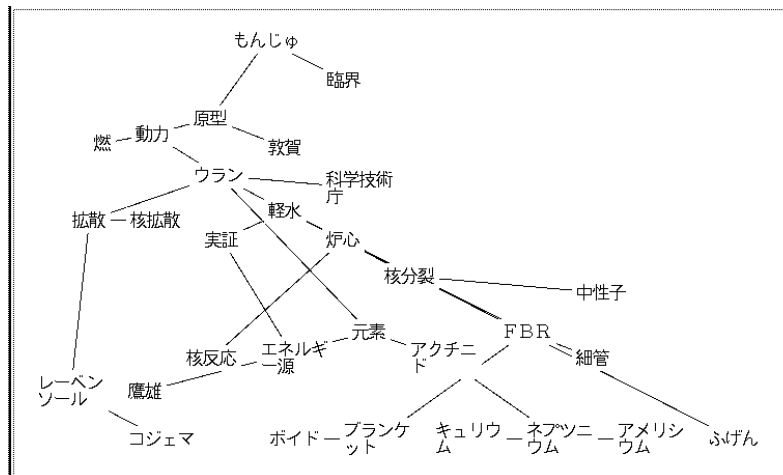 もんじゅ
臨界
原型
動力
燃
敦賀
ウラン
科学技術
庁
軽水
拡散
核拡散
実証
炉心
核分裂
中性子
元素
FBR
エネルギ
ー源
アクチニ
ド
核反応
細管
レーベン
ソール
鷹雄
コジェマ
ボイド
ブランケ
ット
キュリウ
ム
ネプツニ
ウム
アメリシ
ウム
ふげん